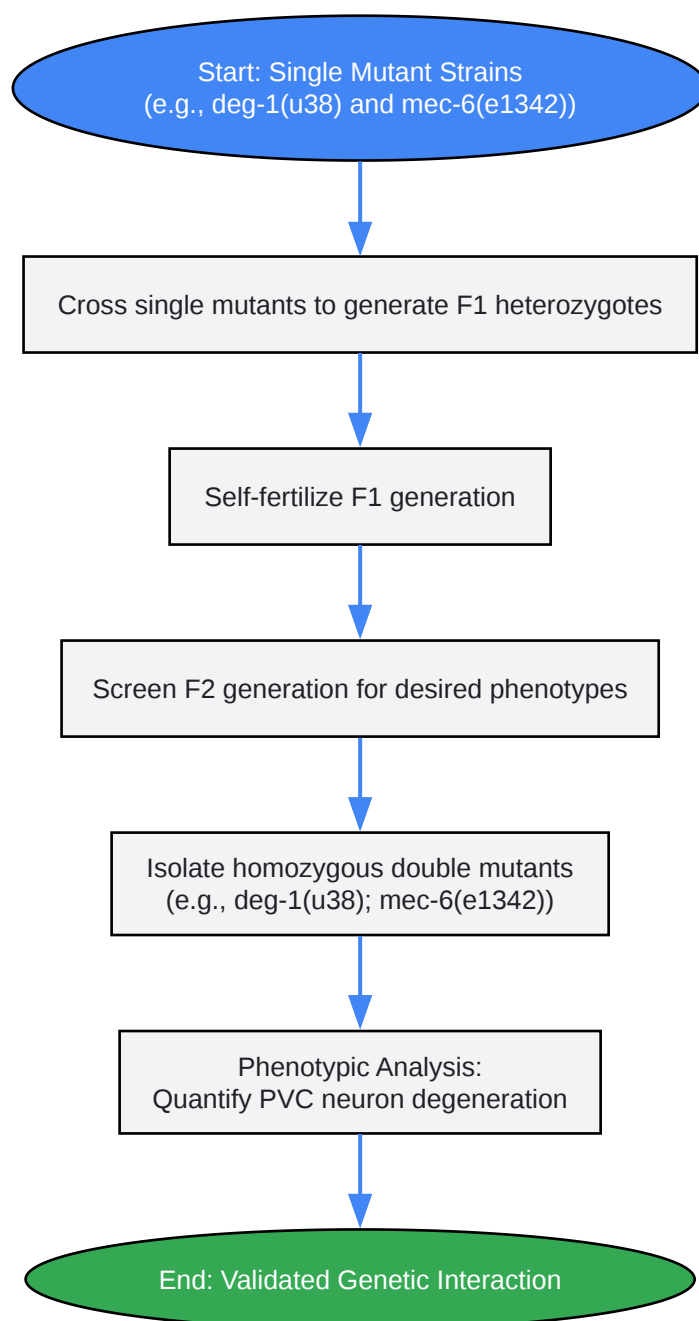 Start: Single Mutant Strains
(e.g., deg-1(u38) and mec-6(e1342))
Cross single mutants to generate F1 heterozygotes
Self-fertilize F1 generation
Screen F2 generation for desired phenotypes
Isolate homozygous double mutants
(e.g., deg-1(u38); mec-6(e1342))
Phenotypic Analysis:
Quantify PVC neuron degeneration
End: Validated Genetic Interaction